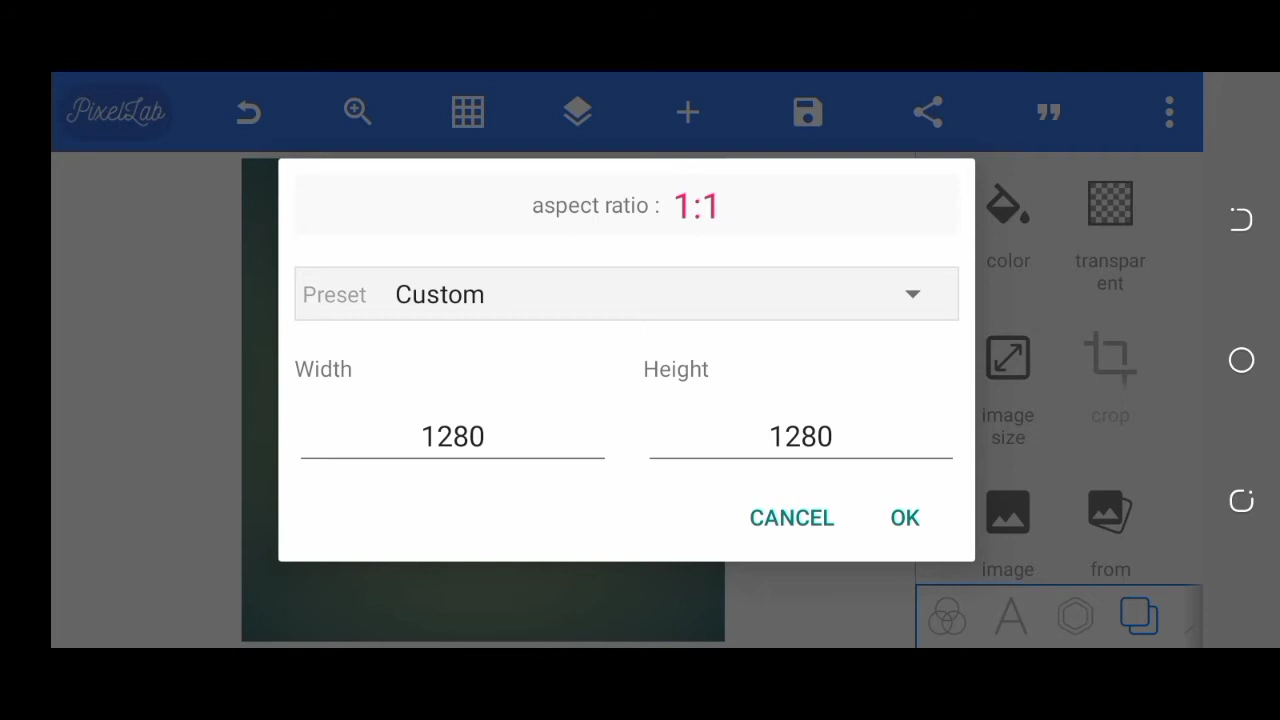 PixelLab
aspect ratio : 1:1
Preset Custom
Width Height
1280 1280
CANCEL OK
color transpar
ent
image crop
size
image from